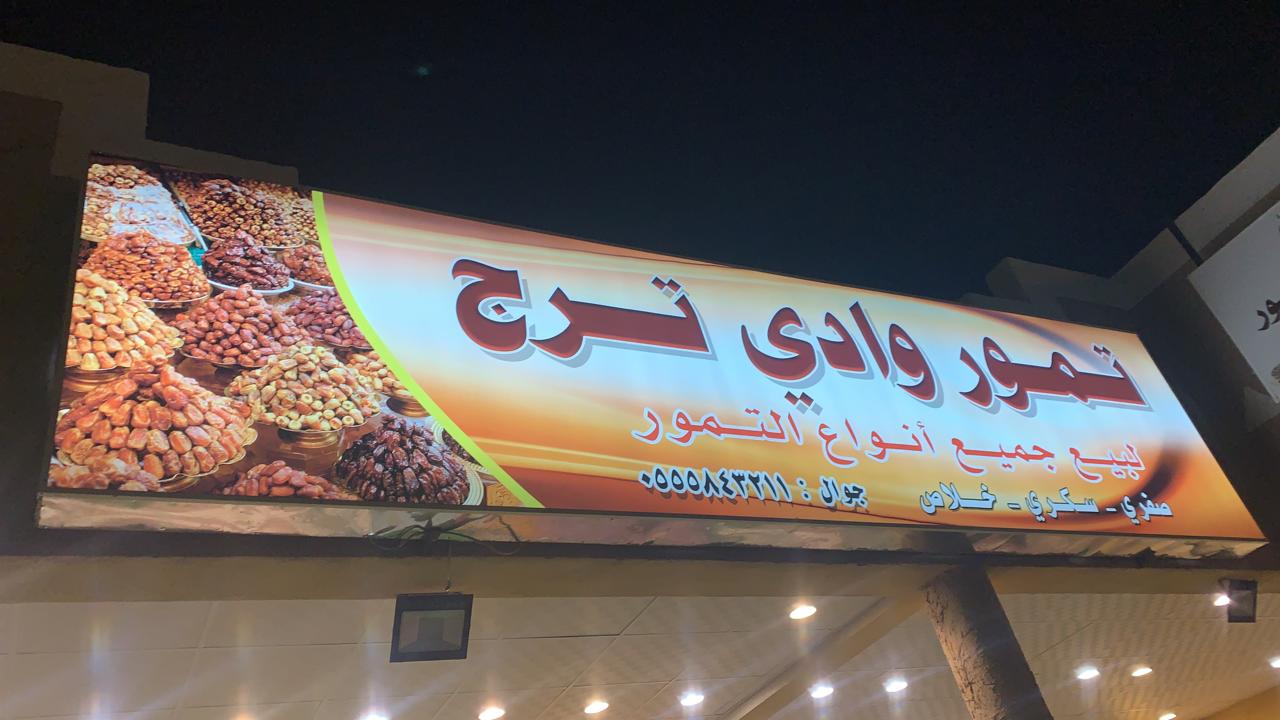 تمور وادي ترج
لبيع جميع أنواع التمور
صفري - سكري - خلاص جوال : ٠٥٥٥٨٤٣٢١١